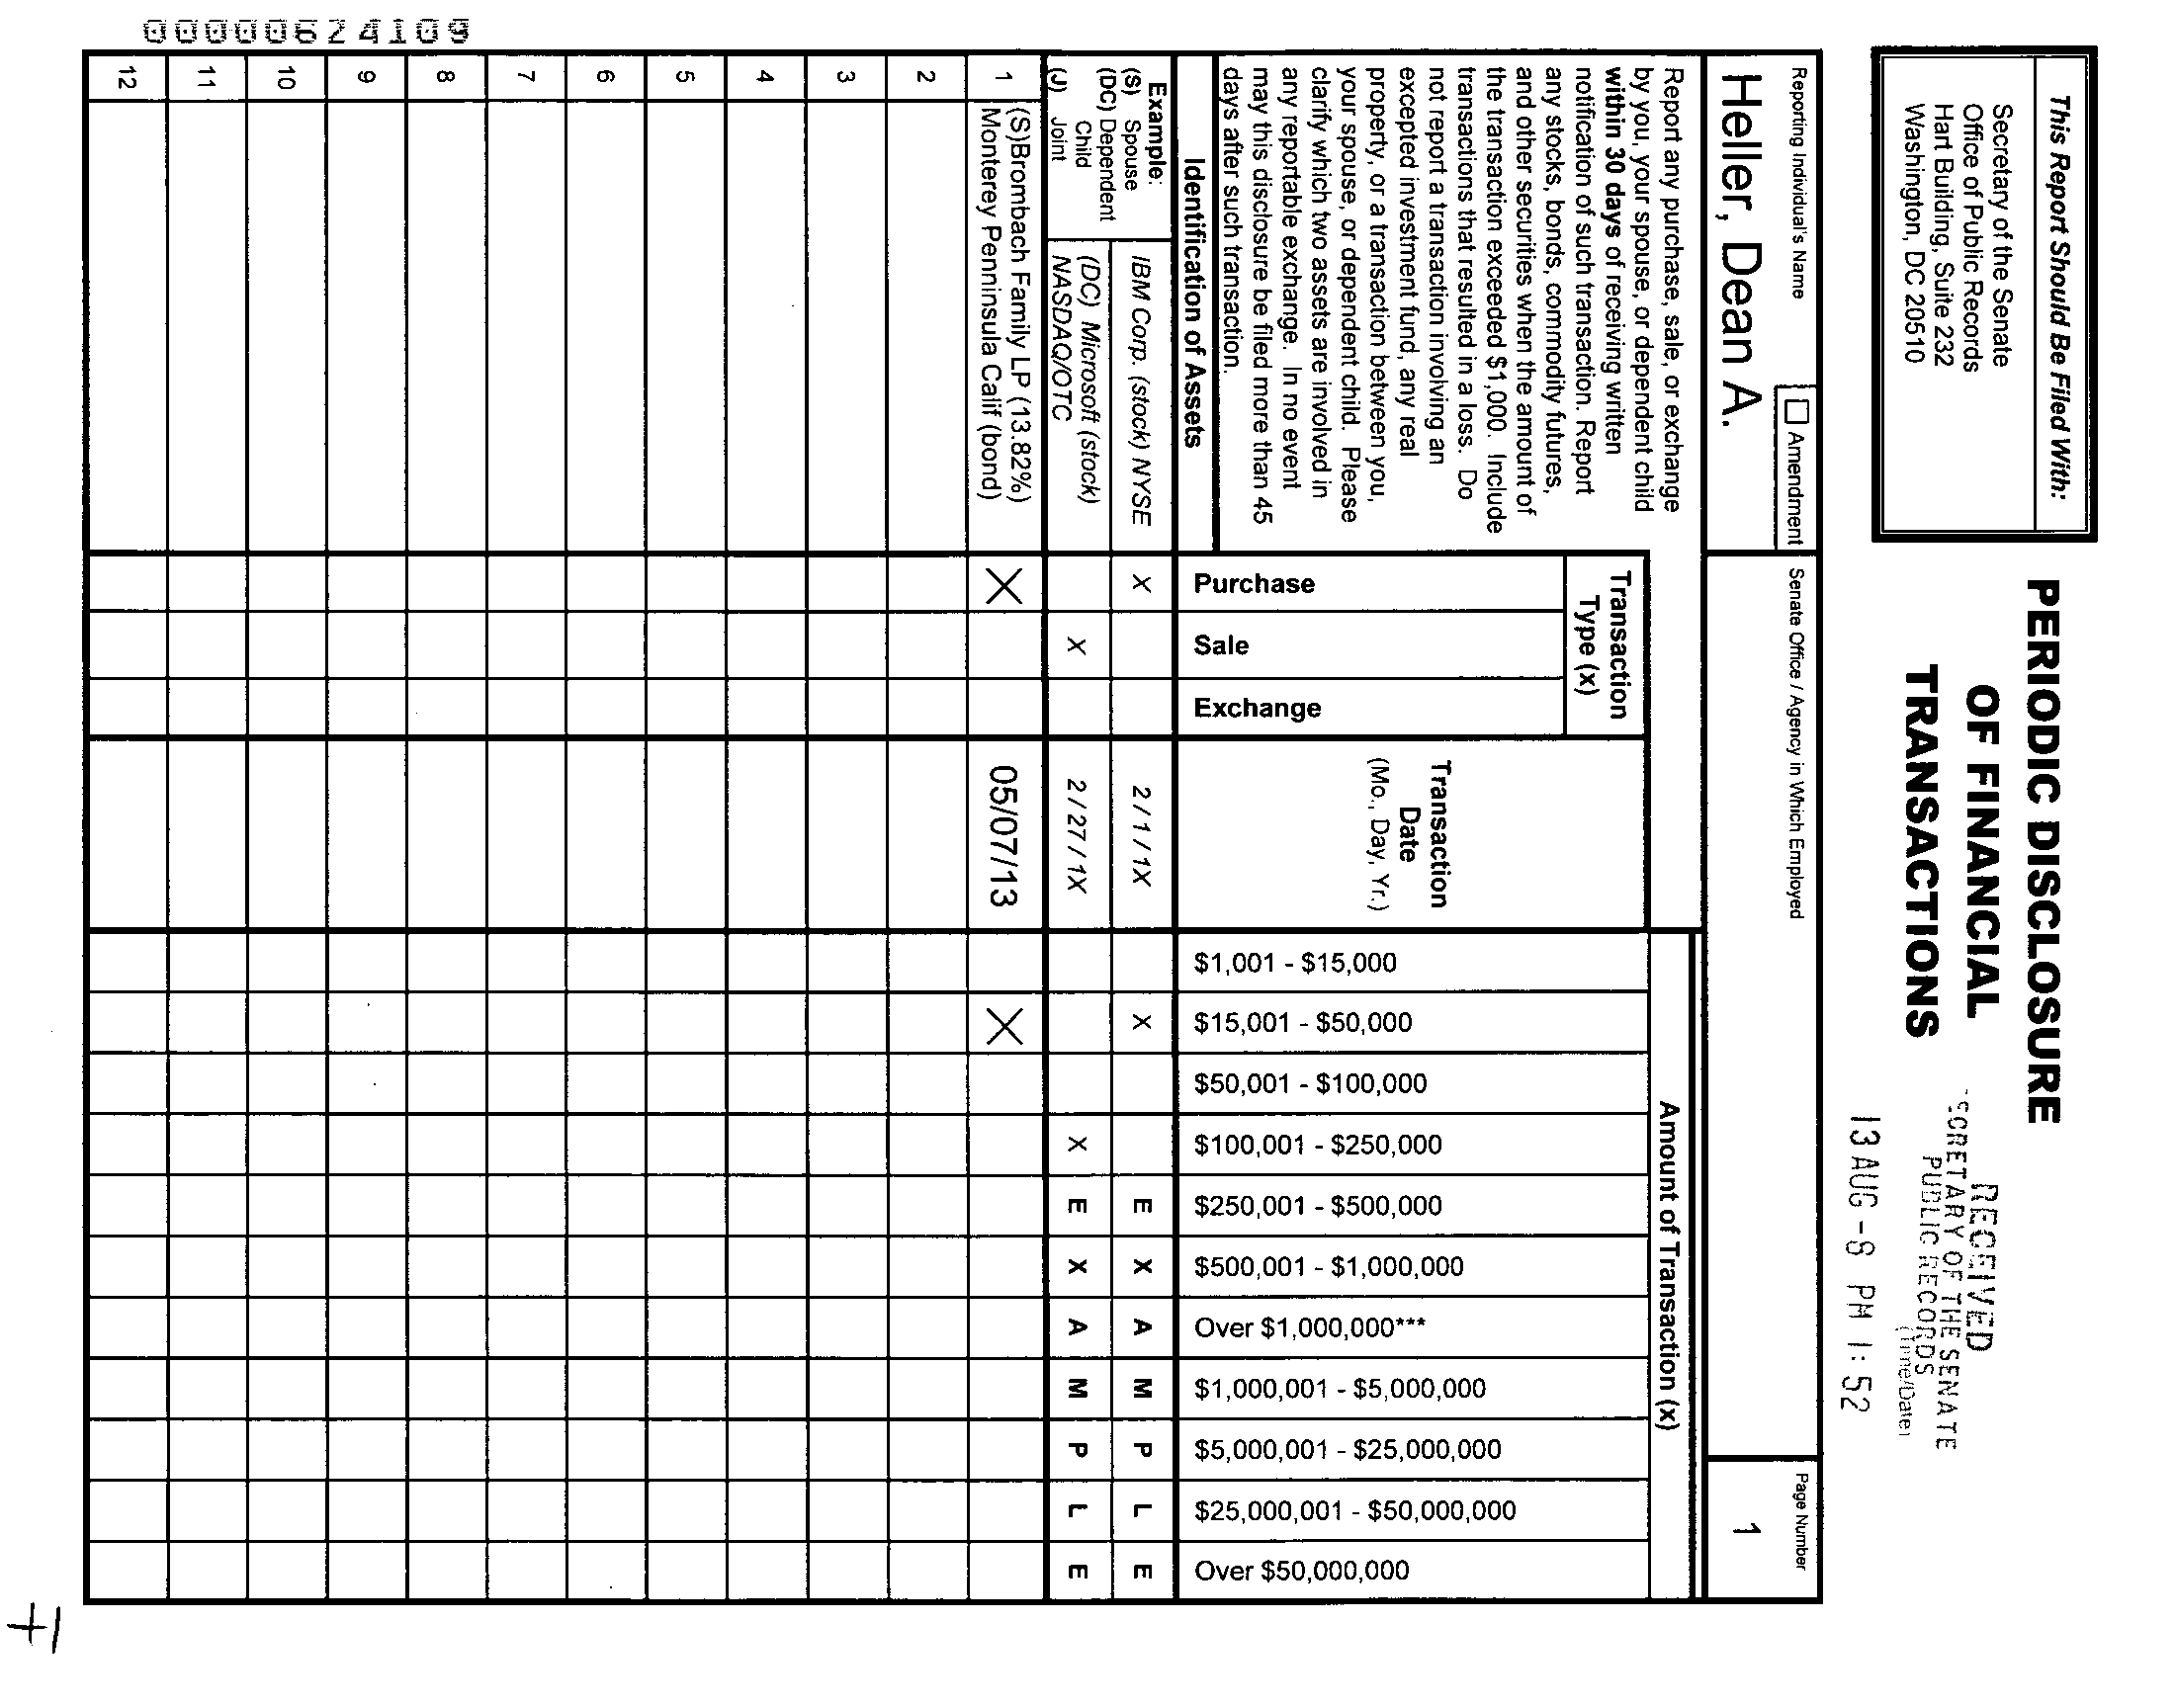 This Report Should Be Filed With:
Secretary of the Senate
Office of Public Records
Hart Building, Suite 232
Washington, DC 20510
PERIODIC DISCLOSURE
OF FINANCIAL
TRANSACTIONS
RECEIVED
SECRETARY OF THE SENATE
PUBLIC RECORDS
(Time/Date)
13 AUG -8 PM 1:52
Reporting Individual's Name
Amendment
Heller, Dean A.
Senate Office / Agency in Which Employed
Page Number
1
Report any purchase, sale, or exchange
by you, your spouse, or dependent child
within 30 days of receiving written
notification of such transaction. Report
any stocks, bonds, commodity futures,
and other securities when the amount of
the transaction exceeded $1,000. Include
transactions that resulted in a loss. Do
not report a transaction involving an
excepted investment fund, any real
property, or a transaction between you,
your spouse, or dependent child. Please
clarify which two assets are involved in
any reportable exchange. In no event
may this disclosure be filed more than 45
days after such transaction.
Identification of Assets
Transaction
Type (x)
Purchase
Sale
Exchange
Transaction
Date
(Mo., Day, Yr.)
Amount of Transaction (x)
$1,001 - $15,000
$15,001 - $50,000
$50,001 - $100,000
$100,001 - $250,000
$250,001 - $500,000
$500,001 - $1,000,000
Over $1,000,000***
$1,000,001 - $5,000,000
$5,000,001 - $25,000,000
$25,000,001 - $50,000,000
Over $50,000,000
Example:
(S) Spouse
(DC) Dependent
Child
(J) Joint
IBM Corp. (stock) NYSE X 2 / 1 / 1X X E X A M P L E
(DC) Microsoft (stock)
NASDAQ/OTC X 2 / 27 / 1X X E X A M P L E
1 (S)Brombach Family LP (13.82%)
Monterey Penninsula Calif (bond) X 05/07/13 X
2
3
4
5
6
7
8
9
10
11
12
00000624109